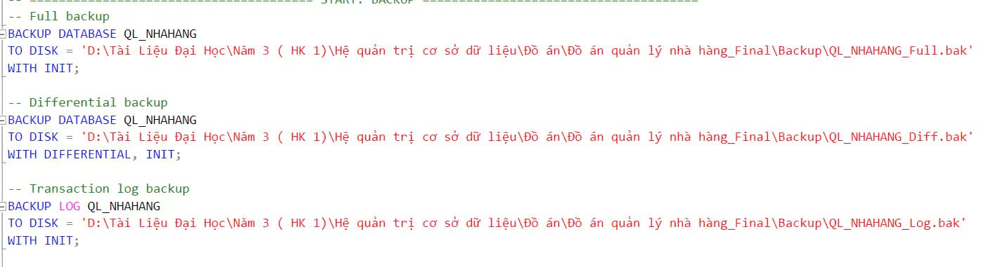 -- ======================================= START: BACKUP ======================================
-- Full backup
BACKUP DATABASE QL_NHAHANG
TO DISK = 'D:\Tài Liệu Đại Học\Năm 3 ( HK 1)\Hệ quản trị cơ sở dữ liệu\Đồ án\Đồ án quản lý nhà hàng_Final\Backup\QL_NHAHANG_Full.bak'
WITH INIT;
-- Differential backup
BACKUP DATABASE QL_NHAHANG
TO DISK = 'D:\Tài Liệu Đại Học\Năm 3 ( HK 1)\Hệ quản trị cơ sở dữ liệu\Đồ án\Đồ án quản lý nhà hàng_Final\Backup\QL_NHAHANG_Diff.bak'
WITH DIFFERENTIAL, INIT;
-- Transaction log backup
BACKUP LOG QL_NHAHANG
TO DISK = 'D:\Tài Liệu Đại Học\Năm 3 ( HK 1)\Hệ quản trị cơ sở dữ liệu\Đồ án\Đồ án quản lý nhà hàng_Final\Backup\QL_NHAHANG_Log.bak'
WITH INIT;